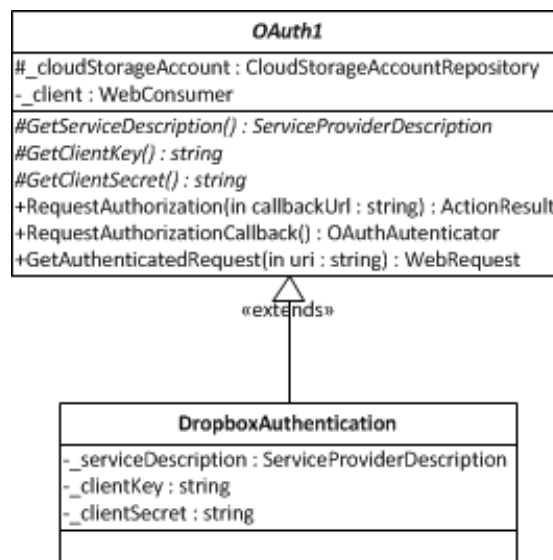 OAuth1
#_cloudStorageAccount : CloudStorageAccountRepository
-_client : WebConsumer
#GetServiceDescription() : ServiceProviderDescription
#GetClientKey() : string
#GetClientSecret() : string
+RequestAuthorization(in callbackUrl : string) : ActionResult
+RequestAuthorizationCallback() : OAuthAutenticator
+GetAuthenticatedRequest(in uri : string) : WebRequest
«extends»
DropboxAuthentication
-_serviceDescription : ServiceProviderDescription
-_clientKey : string
-_clientSecret : string